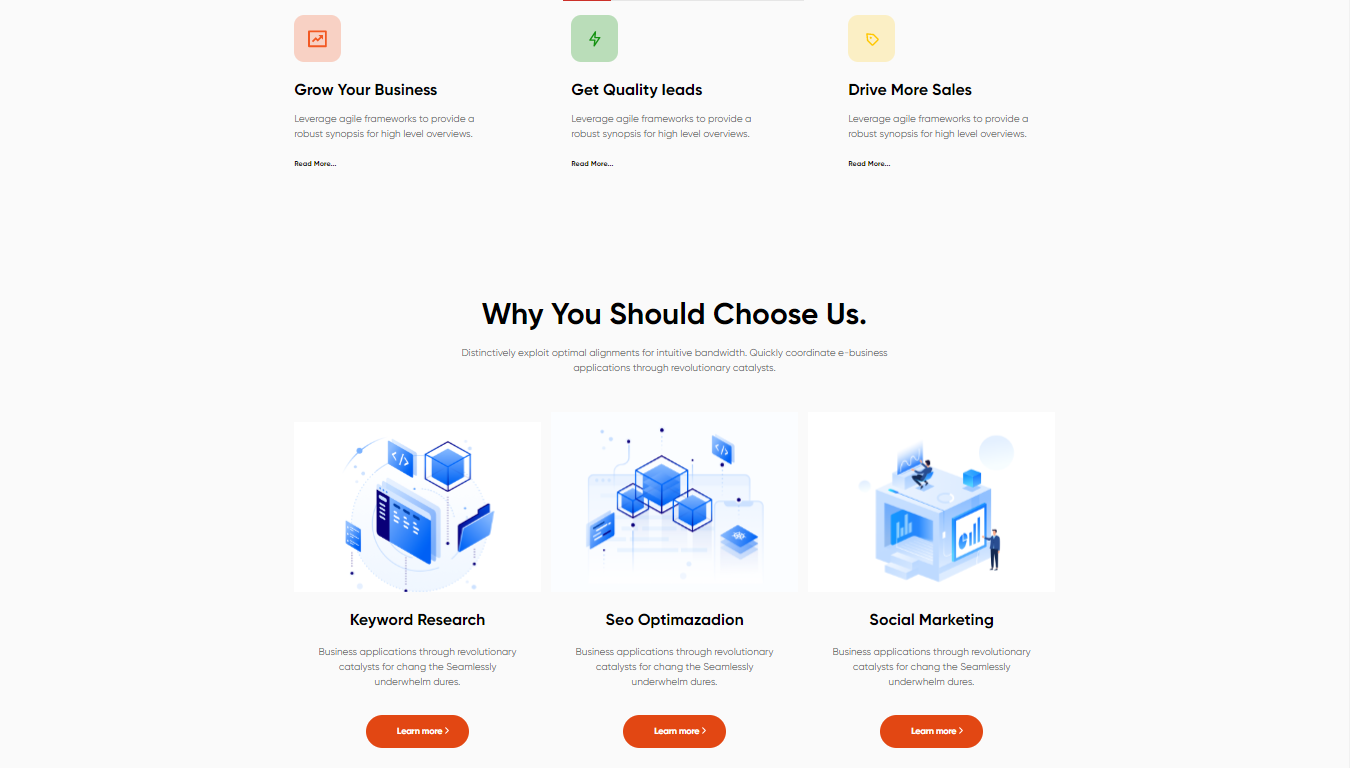 Grow Your Business
Leverage agile frameworks to provide a
robust synopsis for high level overviews.
Read More...
Get Quality leads
Leverage agile frameworks to provide a
robust synopsis for high level overviews.
Read More...
Drive More Sales
Leverage agile frameworks to provide a
robust synopsis for high level overviews.
Read More...
Why You Should Choose Us.
Distinctively exploit optimal alignments for intuitive bandwidth. Quickly coordinate e-business
applications through revolutionary catalysts.
Keyword Research
Business applications through revolutionary
catalysts for chang the Seamlessly
underwhelm dures.
Learn more >
Seo Optimazadion
Business applications through revolutionary
catalysts for chang the Seamlessly
underwhelm dures.
Learn more >
Social Marketing
Business applications through revolutionary
catalysts for chang the Seamlessly
underwhelm dures.
Learn more >